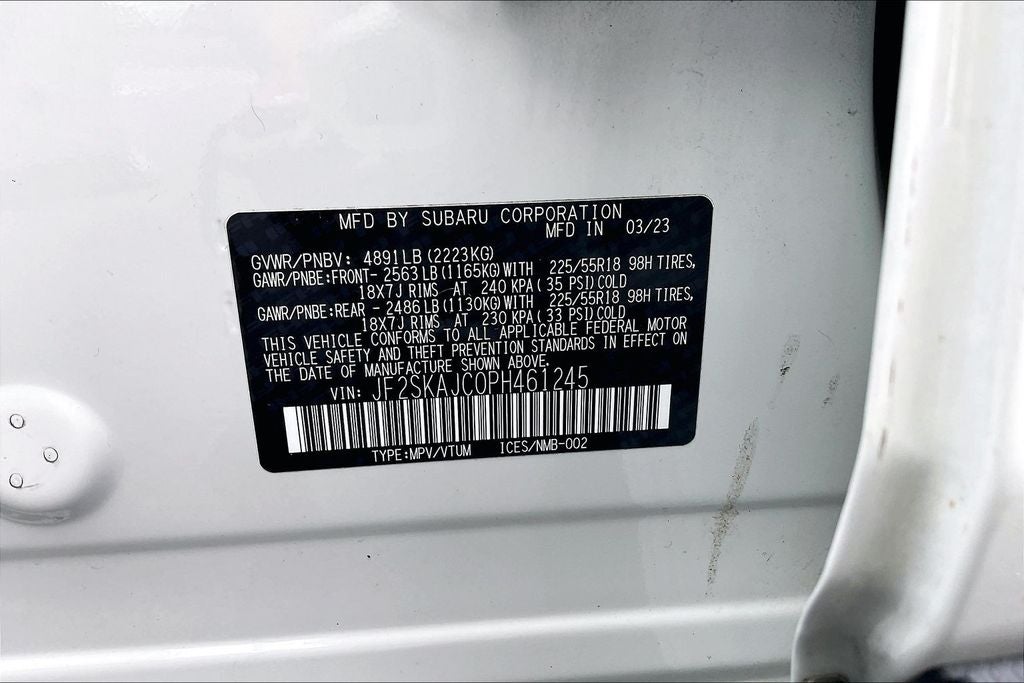 MFD BY SUBARU CORPORATION
MFD IN 03/23
GVWR/PNBV: 4891LB (2223KG)
GAWR/PNBE:FRONT- 2563 LB (1165KG) WITH 225/55R18 98H TIRES,
18X7J RIMS AT 240 KPA ( 35 PSI) COLD
GAWR/PNBE:REAR - 2486 LB (1130KG) WITH 225/55R18 98H TIRES,
18X7J RIMS AT 230 KPA ( 33 PSI) COLD
THIS VEHICLE CONFORMS TO ALL APPLICABLE FEDERAL MOTOR
VEHICLE SAFETY AND THEFT PREVENTION STANDARDS IN EFFECT ON
THE DATE OF MANUFACTURE SHOWN ABOVE.
VIN: JF2SKAJC0PH461245
TYPE:MPV/VTUM ICES/NMB-002